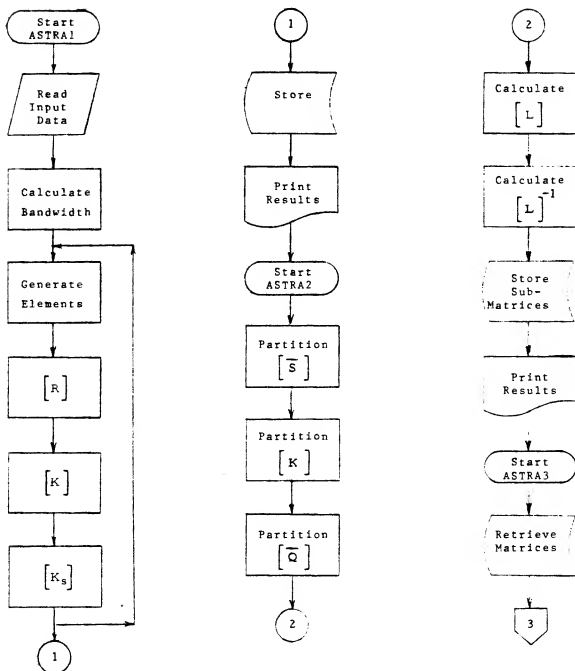 Start
ASTRA1
Read
Input
Data
Calculate
Bandwidth
Generate
Elements
[R]
[K]
[Ks]
1
1
Store
Print
Results
Start
ASTRA2
Partition
[S̅]
Partition
[K]
Partition
[Q̅]
2
2
Calculate
[L]
Calculate
[L]-1
Store
Sub-
Matrices
Print
Results
Start
ASTRA3
Retrieve
Matrices
3